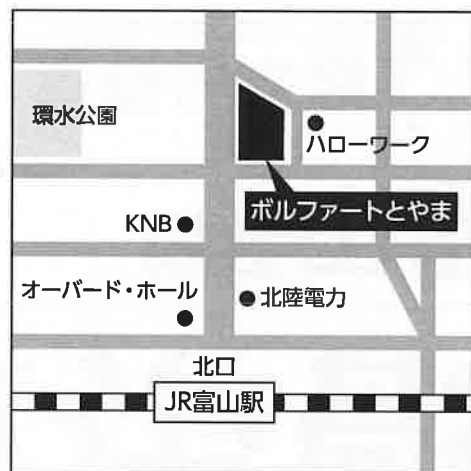 環水公園
ハローワーク
ボルファートとやま
KNB
オーバード・ホール
北陸電力
北口
JR富山駅